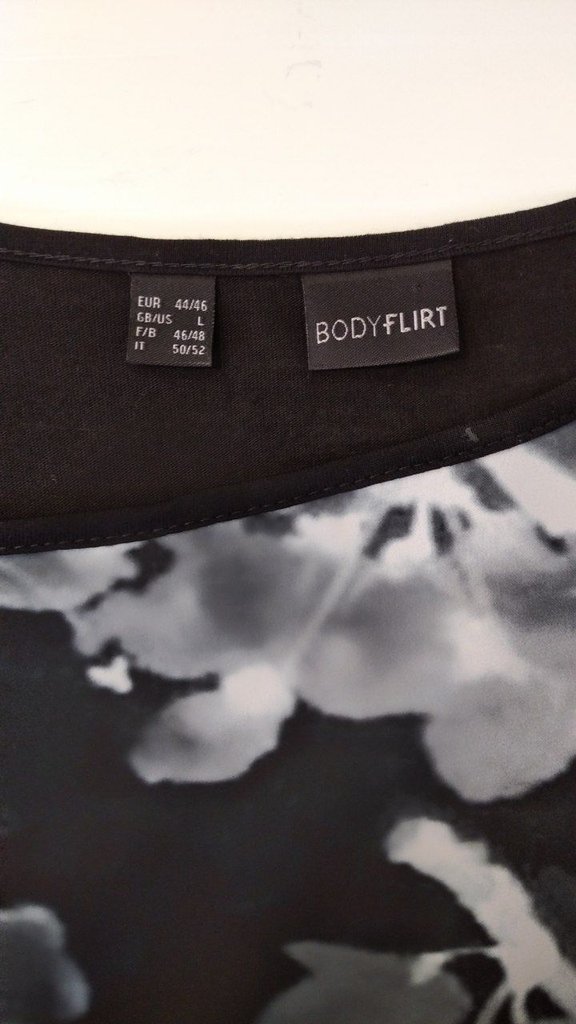 EUR 44/46
GB/US L
F/B 46/48
IT 50/52
BODYFLIRT